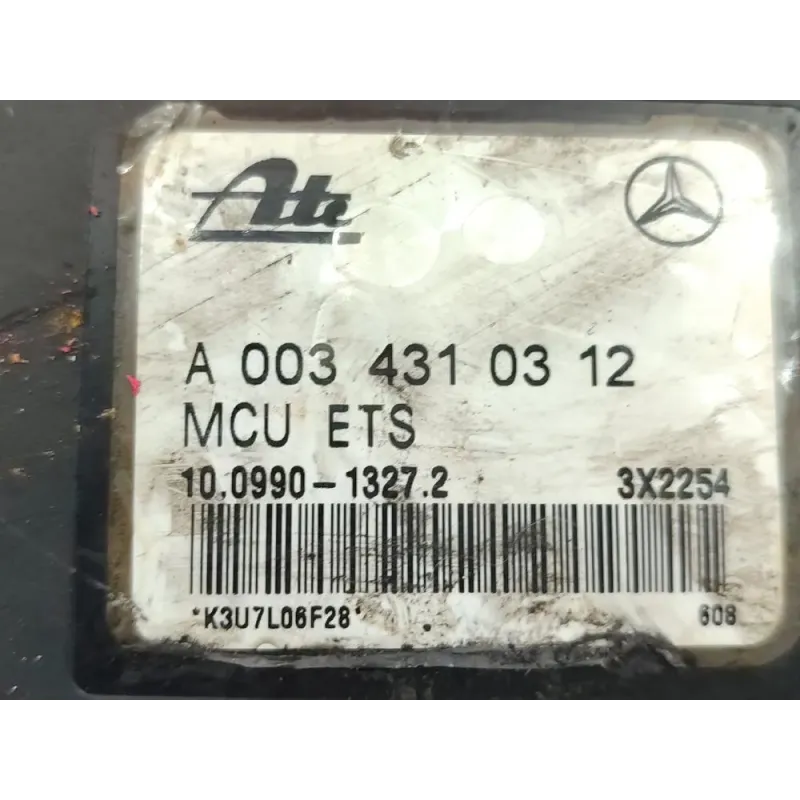 Ate
A 003 431 03 12
MCU ETS
10.0990-1327.2 3X2254
*K3U7L06F28* 608